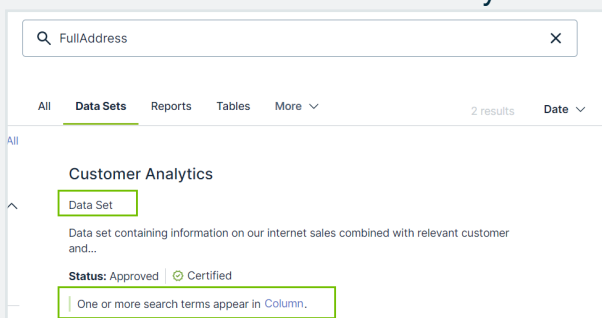 FullAddress
All Data Sets Reports Tables More 2 results Date
All
Customer Analytics
Data Set
Data set containing information on our internet sales combined with relevant customer
and...
Status: Approved Certified
One or more search terms appear in Column.